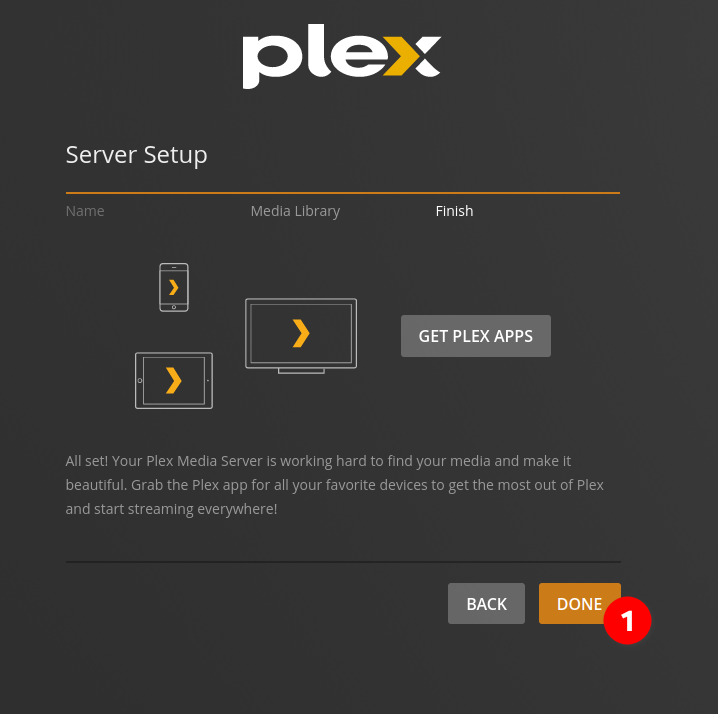 plex
Server Setup
Name Media Library Finish
GET PLEX APPS
All set! Your Plex Media Server is working hard to find your media and make it
beautiful. Grab the Plex app for all your favorite devices to get the most out of Plex
and start streaming everywhere!
BACK DONE
1